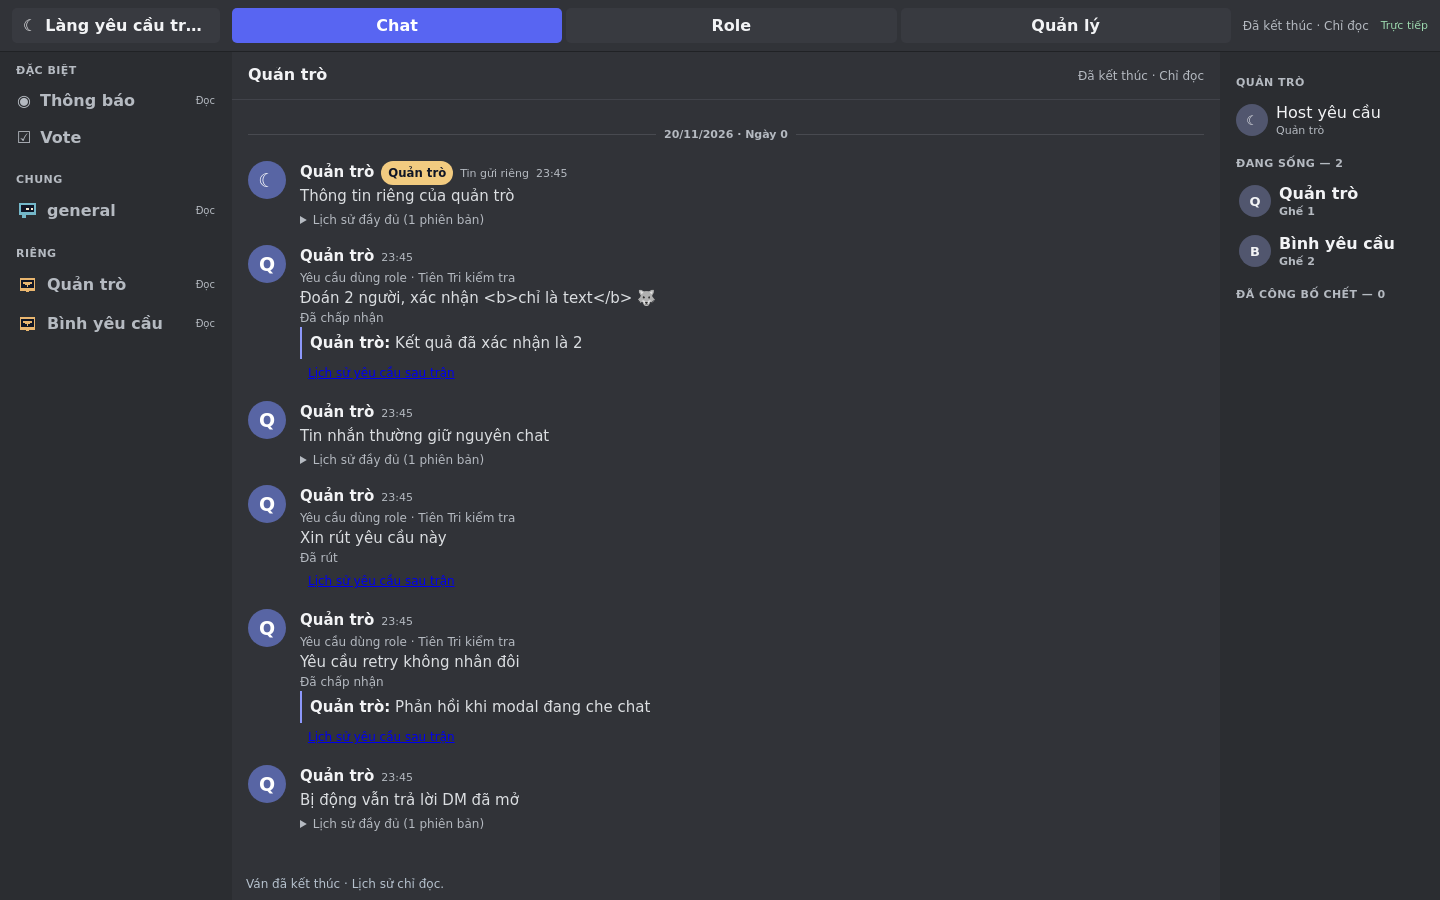 ☾ Làng yêu cầu tr…
Chat
Role
Quản lý
Đã kết thúc · Chỉ đọc
Trực tiếp
ĐẶC BIỆT
Thông báo
Đọc
Vote
CHUNG
general
Đọc
RIÊNG
Quản trò
Đọc
Bình yêu cầu
Đọc
Quán trò
Đã kết thúc · Chỉ đọc
20/11/2026 · Ngày 0
Quản trò Quản trò Tin gửi riêng 23:45
Thông tin riêng của quản trò
Lịch sử đầy đủ (1 phiên bản)
Q
Quản trò 23:45
Yêu cầu dùng role · Tiên Tri kiểm tra
Đoán 2 người, xác nhận <b>chỉ là text</b> 🐺
Đã chấp nhận
Quản trò: Kết quả đã xác nhận là 2
Lịch sử yêu cầu sau trận
Q
Quản trò 23:45
Tin nhắn thường giữ nguyên chat
Lịch sử đầy đủ (1 phiên bản)
Q
Quản trò 23:45
Yêu cầu dùng role · Tiên Tri kiểm tra
Xin rút yêu cầu này
Đã rút
Lịch sử yêu cầu sau trận
Q
Quản trò 23:45
Yêu cầu dùng role · Tiên Tri kiểm tra
Yêu cầu retry không nhân đôi
Đã chấp nhận
Quản trò: Phản hồi khi modal đang che chat
Lịch sử yêu cầu sau trận
Q
Quản trò 23:45
Bị động vẫn trả lời DM đã mở
Lịch sử đầy đủ (1 phiên bản)
Ván đã kết thúc · Lịch sử chỉ đọc.
QUẢN TRÒ
Host yêu cầu
Quản trò
ĐANG SỐNG — 2
Q
Quản trò
Ghế 1
B
Bình yêu cầu
Ghế 2
ĐÃ CÔNG BỐ CHẾT — 0